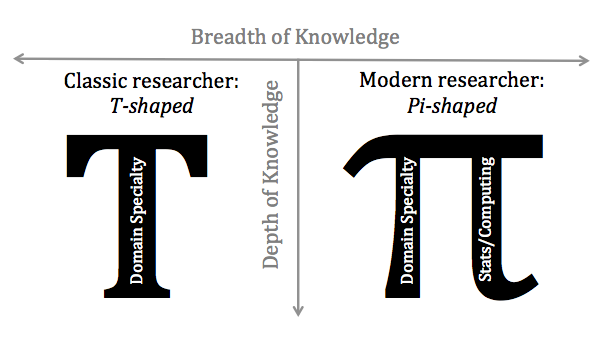 Breadth of Knowledge
Classic researcher:
T-shaped
Domain Specialty
Depth of Knowledge
Modern researcher:
Pi-shaped
Domain Specialty
Stats/Computing